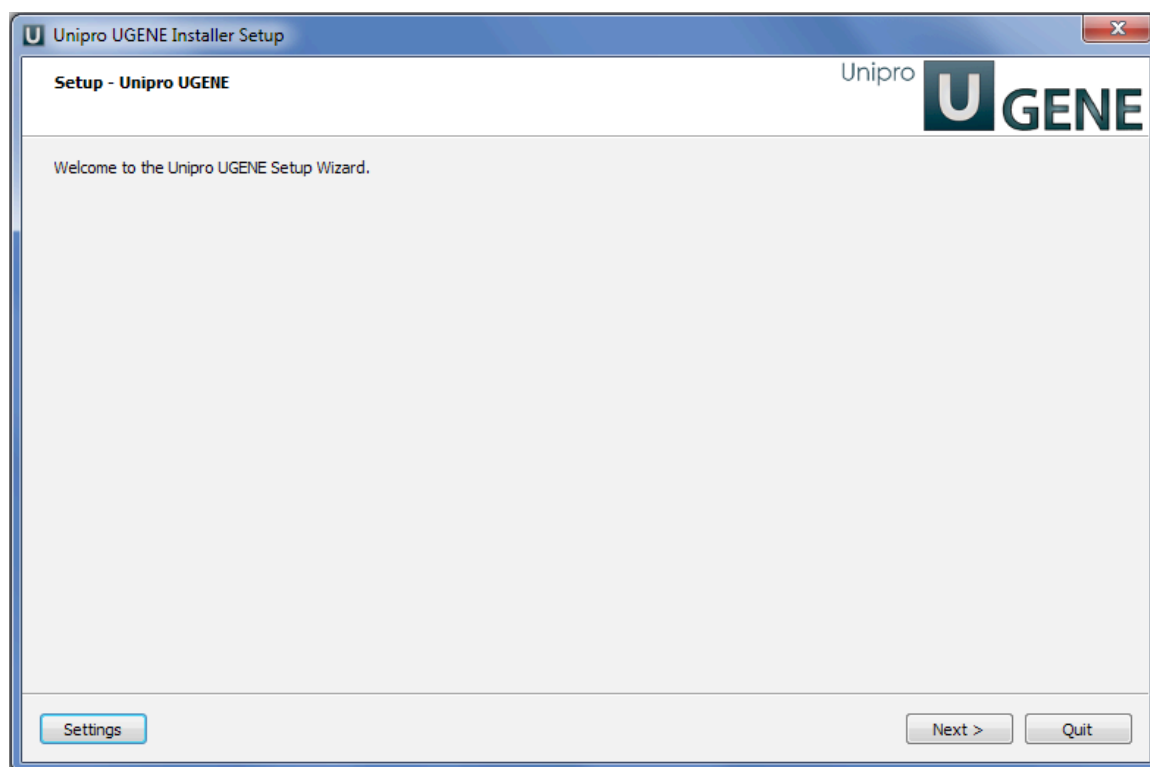 Unipro UGENE Installer Setup
Setup - Unipro UGENE
Unipro
U GENE
Welcome to the Unipro UGENE Setup Wizard.
Settings
Next >
Quit